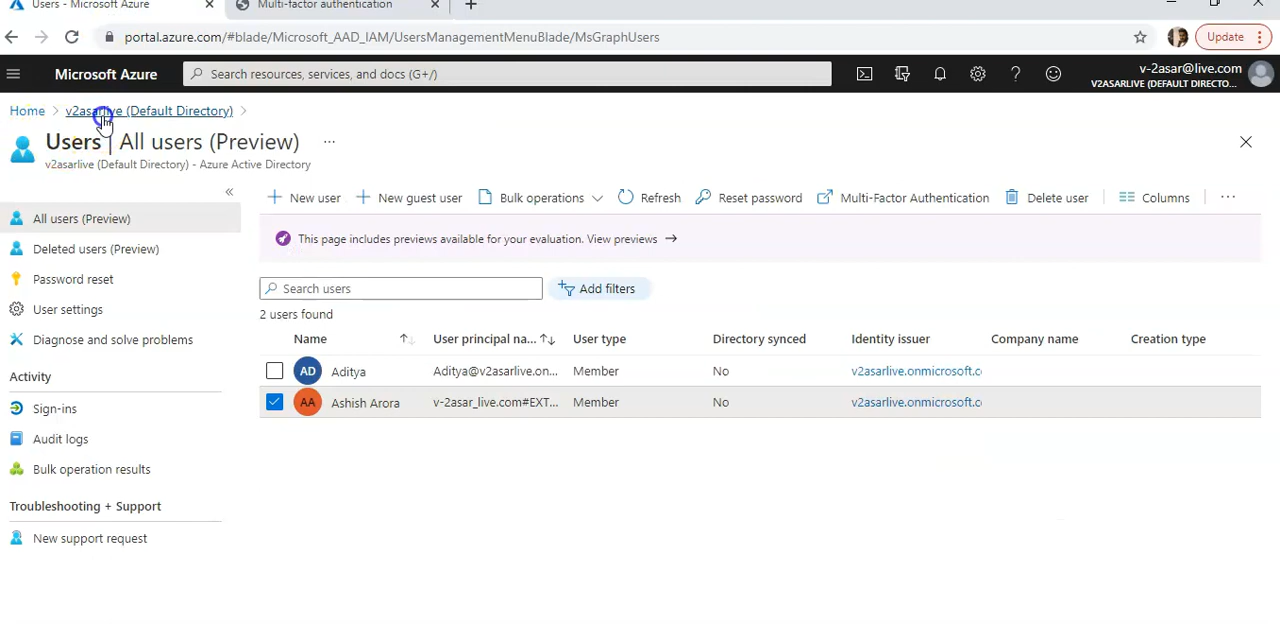 Users - Microsoft Azure
Multi-factor authentication
portal.azure.com/#blade/Microsoft_AAD_IAM/UsersManagementMenuBlade/MsGraphUsers
Update
Microsoft Azure
Search resources, services, and docs (G+/)
v-2asar@live.com
V2ASARLIVE (DEFAULT DIRECTO...
Home > v2asarlive (Default Directory) >
Users | All users (Preview) ...
v2asarlive (Default Directory) - Azure Active Directory
«
All users (Preview)
Deleted users (Preview)
Password reset
User settings
Diagnose and solve problems
Activity
Sign-ins
Audit logs
Bulk operation results
Troubleshooting + Support
New support request
New user
New guest user
Bulk operations
Refresh
Reset password
Multi-Factor Authentication
Delete user
Columns
...
This page includes previews available for your evaluation. View previews →
Search users
Add filters
2 users found
Name User principal na... User type Directory synced Identity issuer Company name Creation type
AD Aditya Aditya@v2asarlive.on... Member No v2asarlive.onmicrosoft.c
AA Ashish Arora v-2asar_live.com#EXT... Member No v2asarlive.onmicrosoft.c